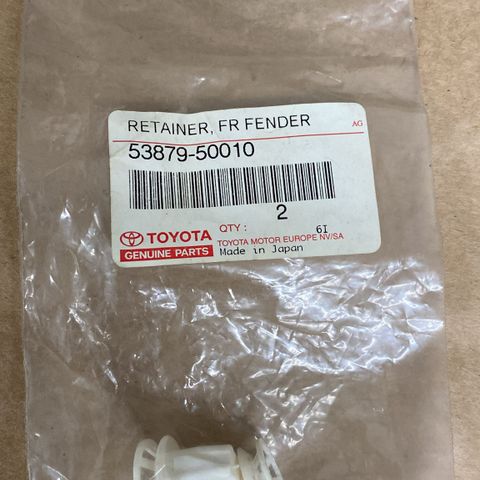 RETAINER, FR FENDER AG
53879-50010
2
TOYOTA QTY : 6I
GENUINE PARTS TOYOTA MOTOR EUROPE NV/SA
Made in Japan